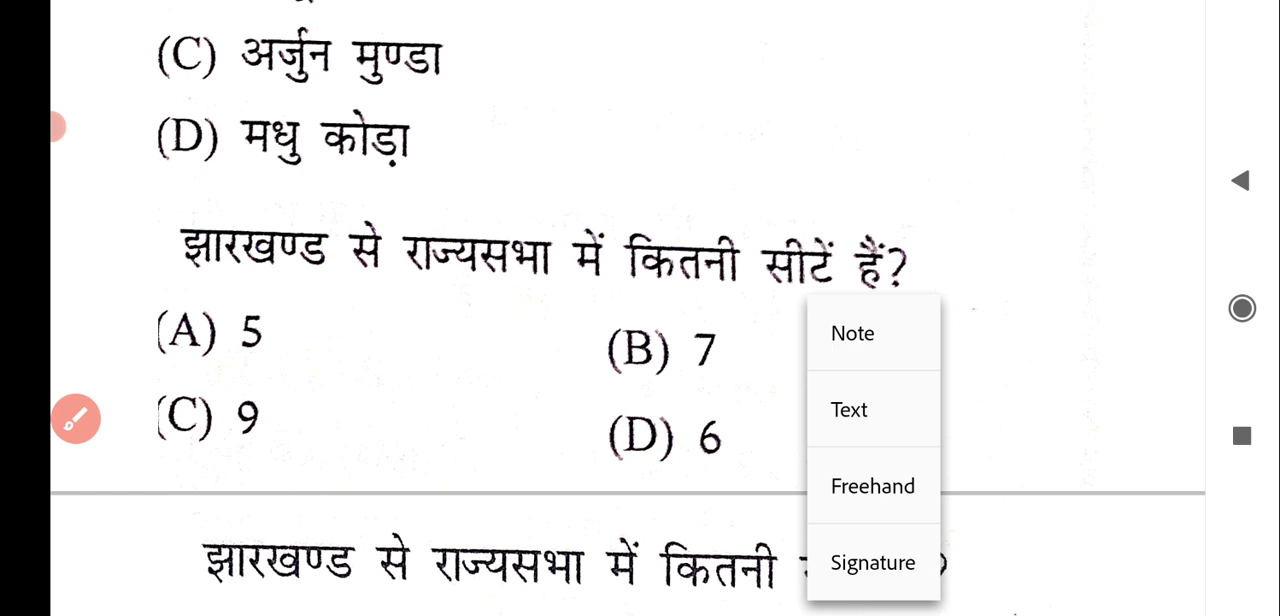 (C) अर्जुन मुण्डा
(D) मधु कोड़ा
झारखण्ड से राज्यसभा में कितनी सीटें हैं?
(A) 5 (B) 7
(C) 9 (D) 6
Note
Text
Freehand
Signature
झारखण्ड से राज्यसभा में कितनी